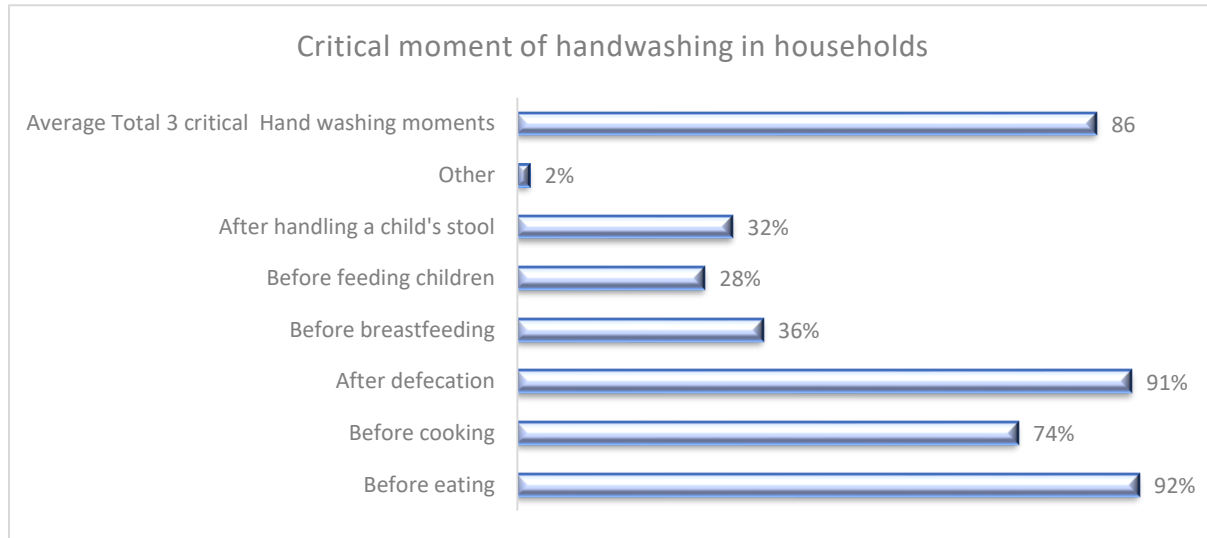 Critical moment of handwashing in households
Average Total 3 critical  Hand washing moments 86
Other 2%
After handling a child's stool 32%
Before feeding children 28%
Before breastfeeding 36%
After defecation 91%
Before cooking 74%
Before eating 92%